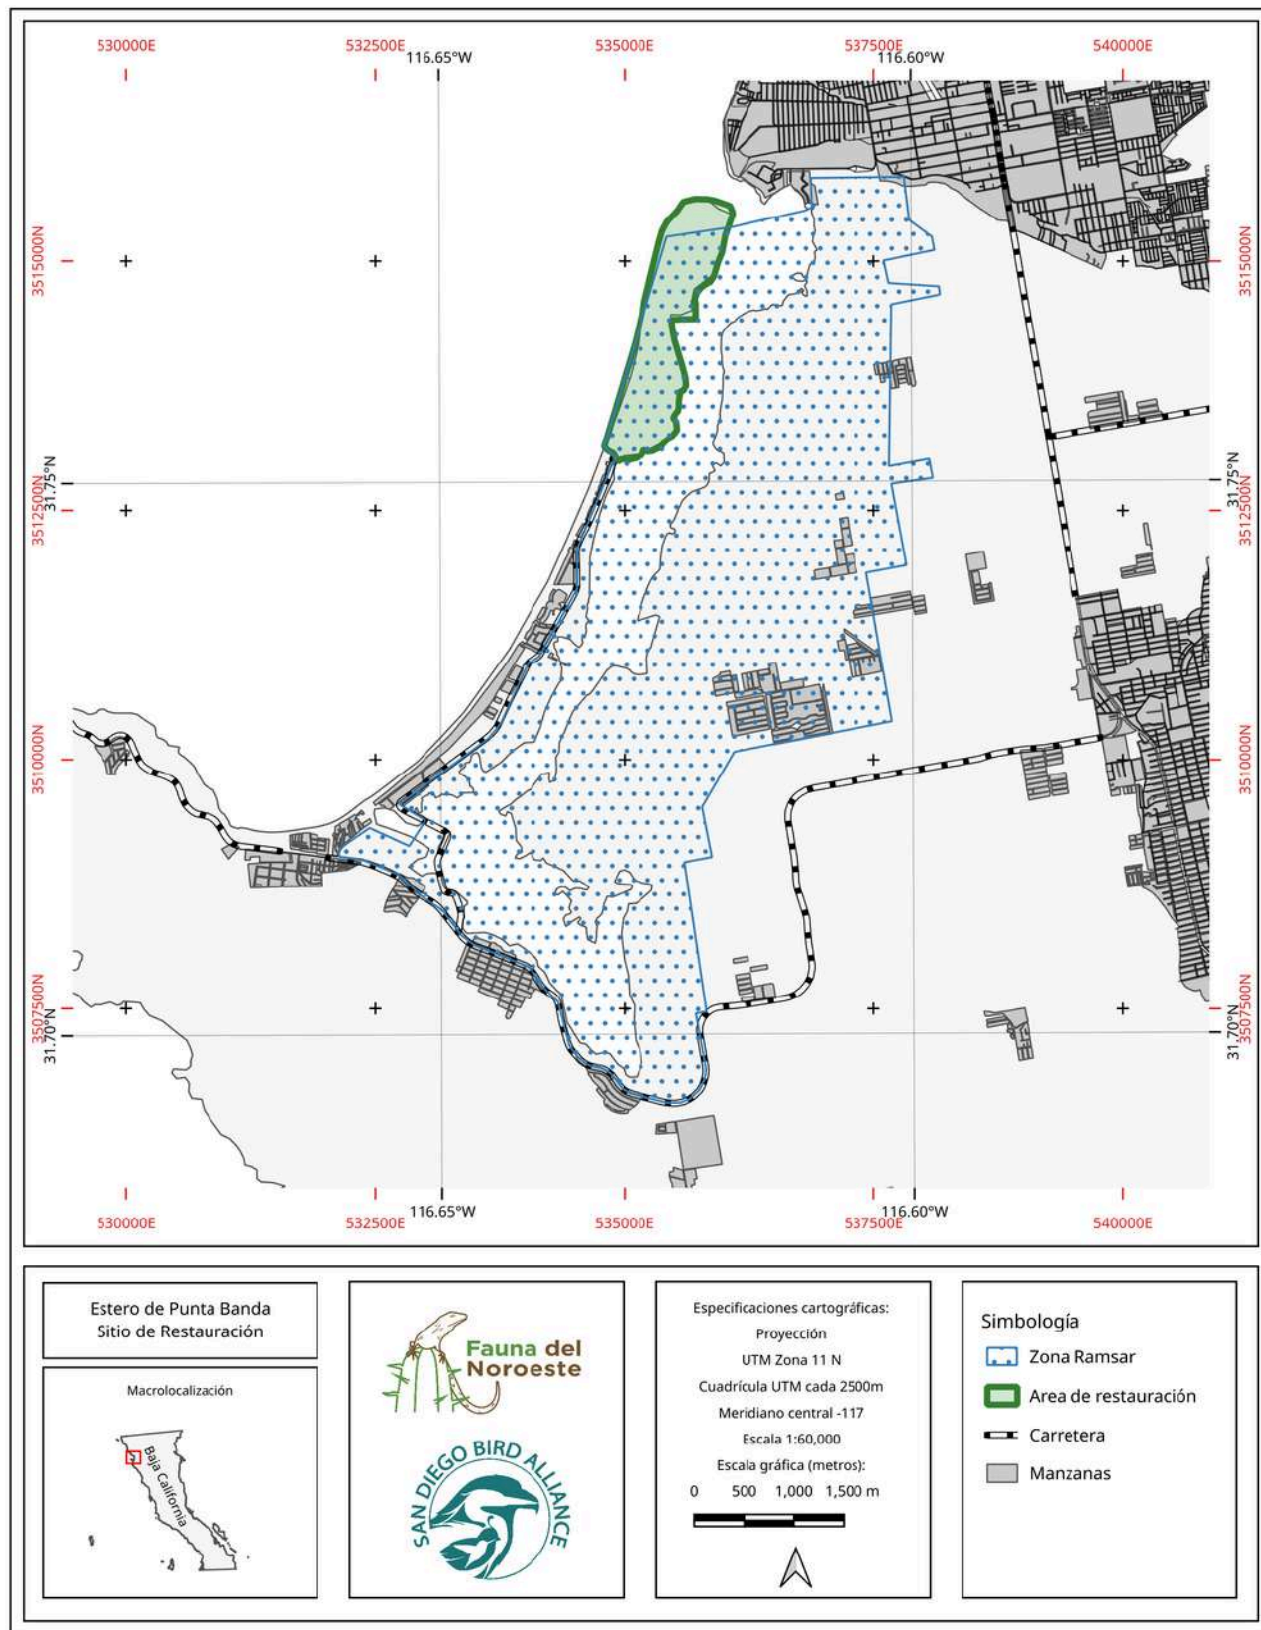 530000E 532500E 535000E 537500E 540000E
116.65°W 116.60°W
3515000N 3515000N
31.75°N 31.75°N
3512500N 3512500N
3510000N 3510000N
3507500N 3507500N
31.70°N 31.70°N
116.65°W 116.60°W
530000E 532500E 535000E 537500E 540000E
Estero de Punta Banda
Sitio de Restauración
Macrolocalización
Baja California
Fauna del
Noroeste
SAN DIEGO BIRD ALLIANCE
Especificaciones cartográficas:
Proyección
UTM Zona 11 N
Cuadrícula UTM cada 2500m
Meridiano central -117
Escala 1:60,000
Escala gráfica (metros):
0 500 1,000 1,500 m
Simbología
Zona Ramsar
Area de restauración
Carretera
Manzanas